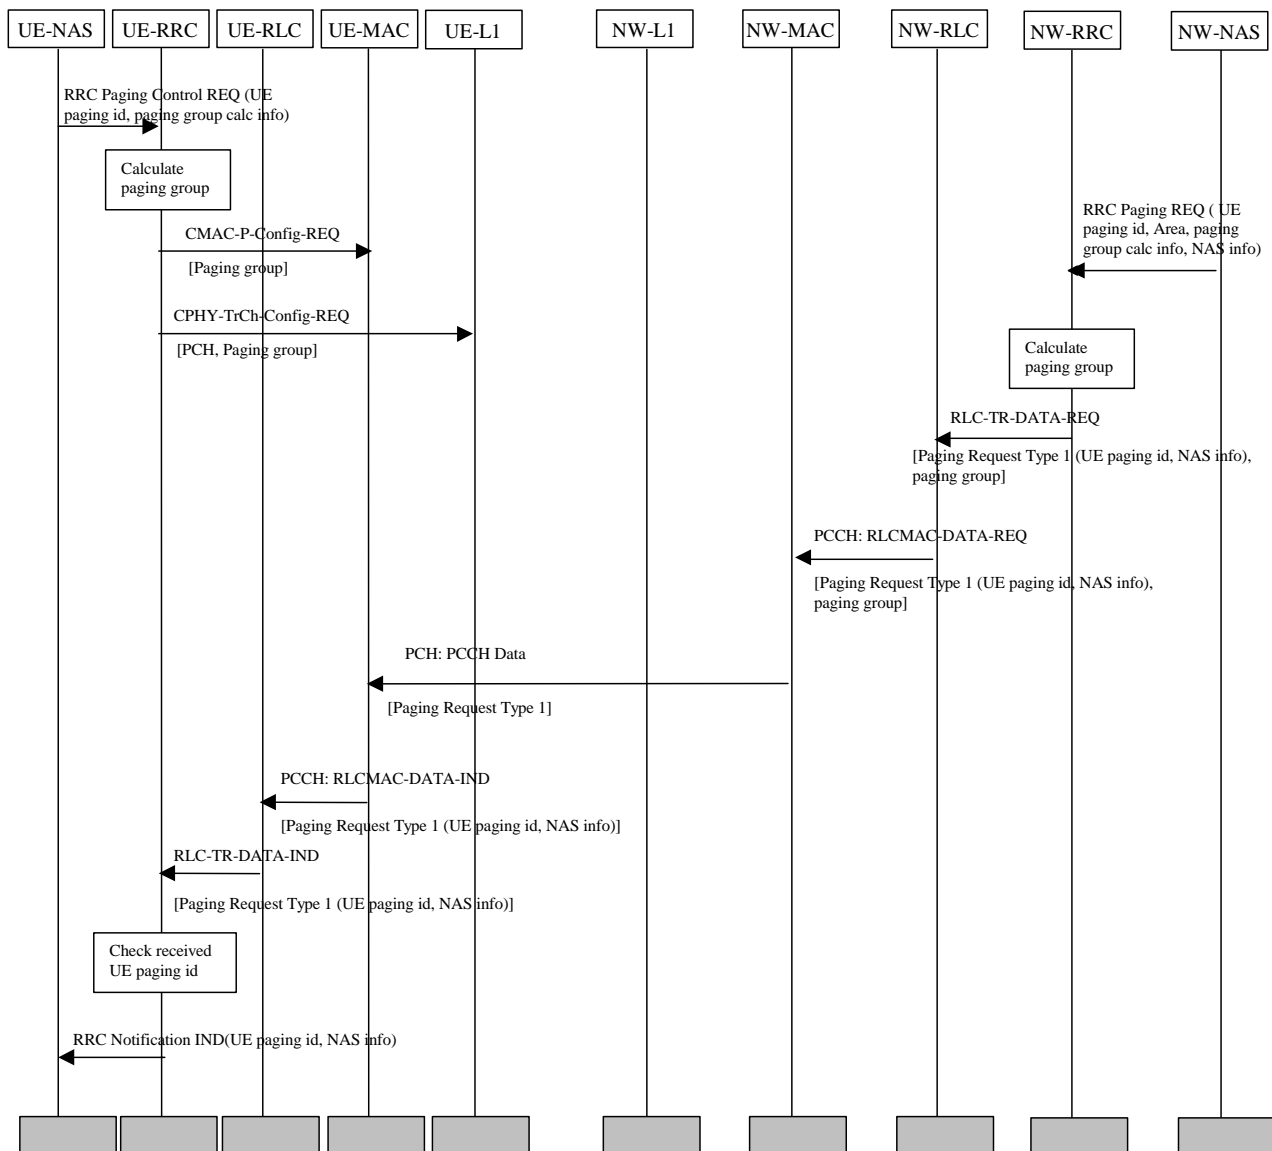 UE-NAS
UE-RRC
UE-RLC
UE-MAC
UE-L1
NW-L1
NW-MAC
NW-RLC
NW-RRC
NW-NAS
RRC Paging Control REQ (UE
paging id, paging group calc info)
Calculate
paging group
CMAC-P-Config-REQ
[Paging group]
RRC Paging REQ ( UE
paging id, Area, paging
group calc info, NAS info)
CPHY-TrCh-Config-REQ
[PCH, Paging group]
Calculate
paging group
RLC-TR-DATA-REQ
[Paging Request Type 1 (UE paging id, NAS info),
paging group]
PCCH: RLCMAC-DATA-REQ
[Paging Request Type 1 (UE paging id, NAS info),
paging group]
PCH: PCCH Data
[Paging Request Type 1]
PCCH: RLCMAC-DATA-IND
[Paging Request Type 1 (UE paging id, NAS info)]
RLC-TR-DATA-IND
[Paging Request Type 1 (UE paging id, NAS info)]
Check received
UE paging id
RRC Notification IND(UE paging id, NAS info)